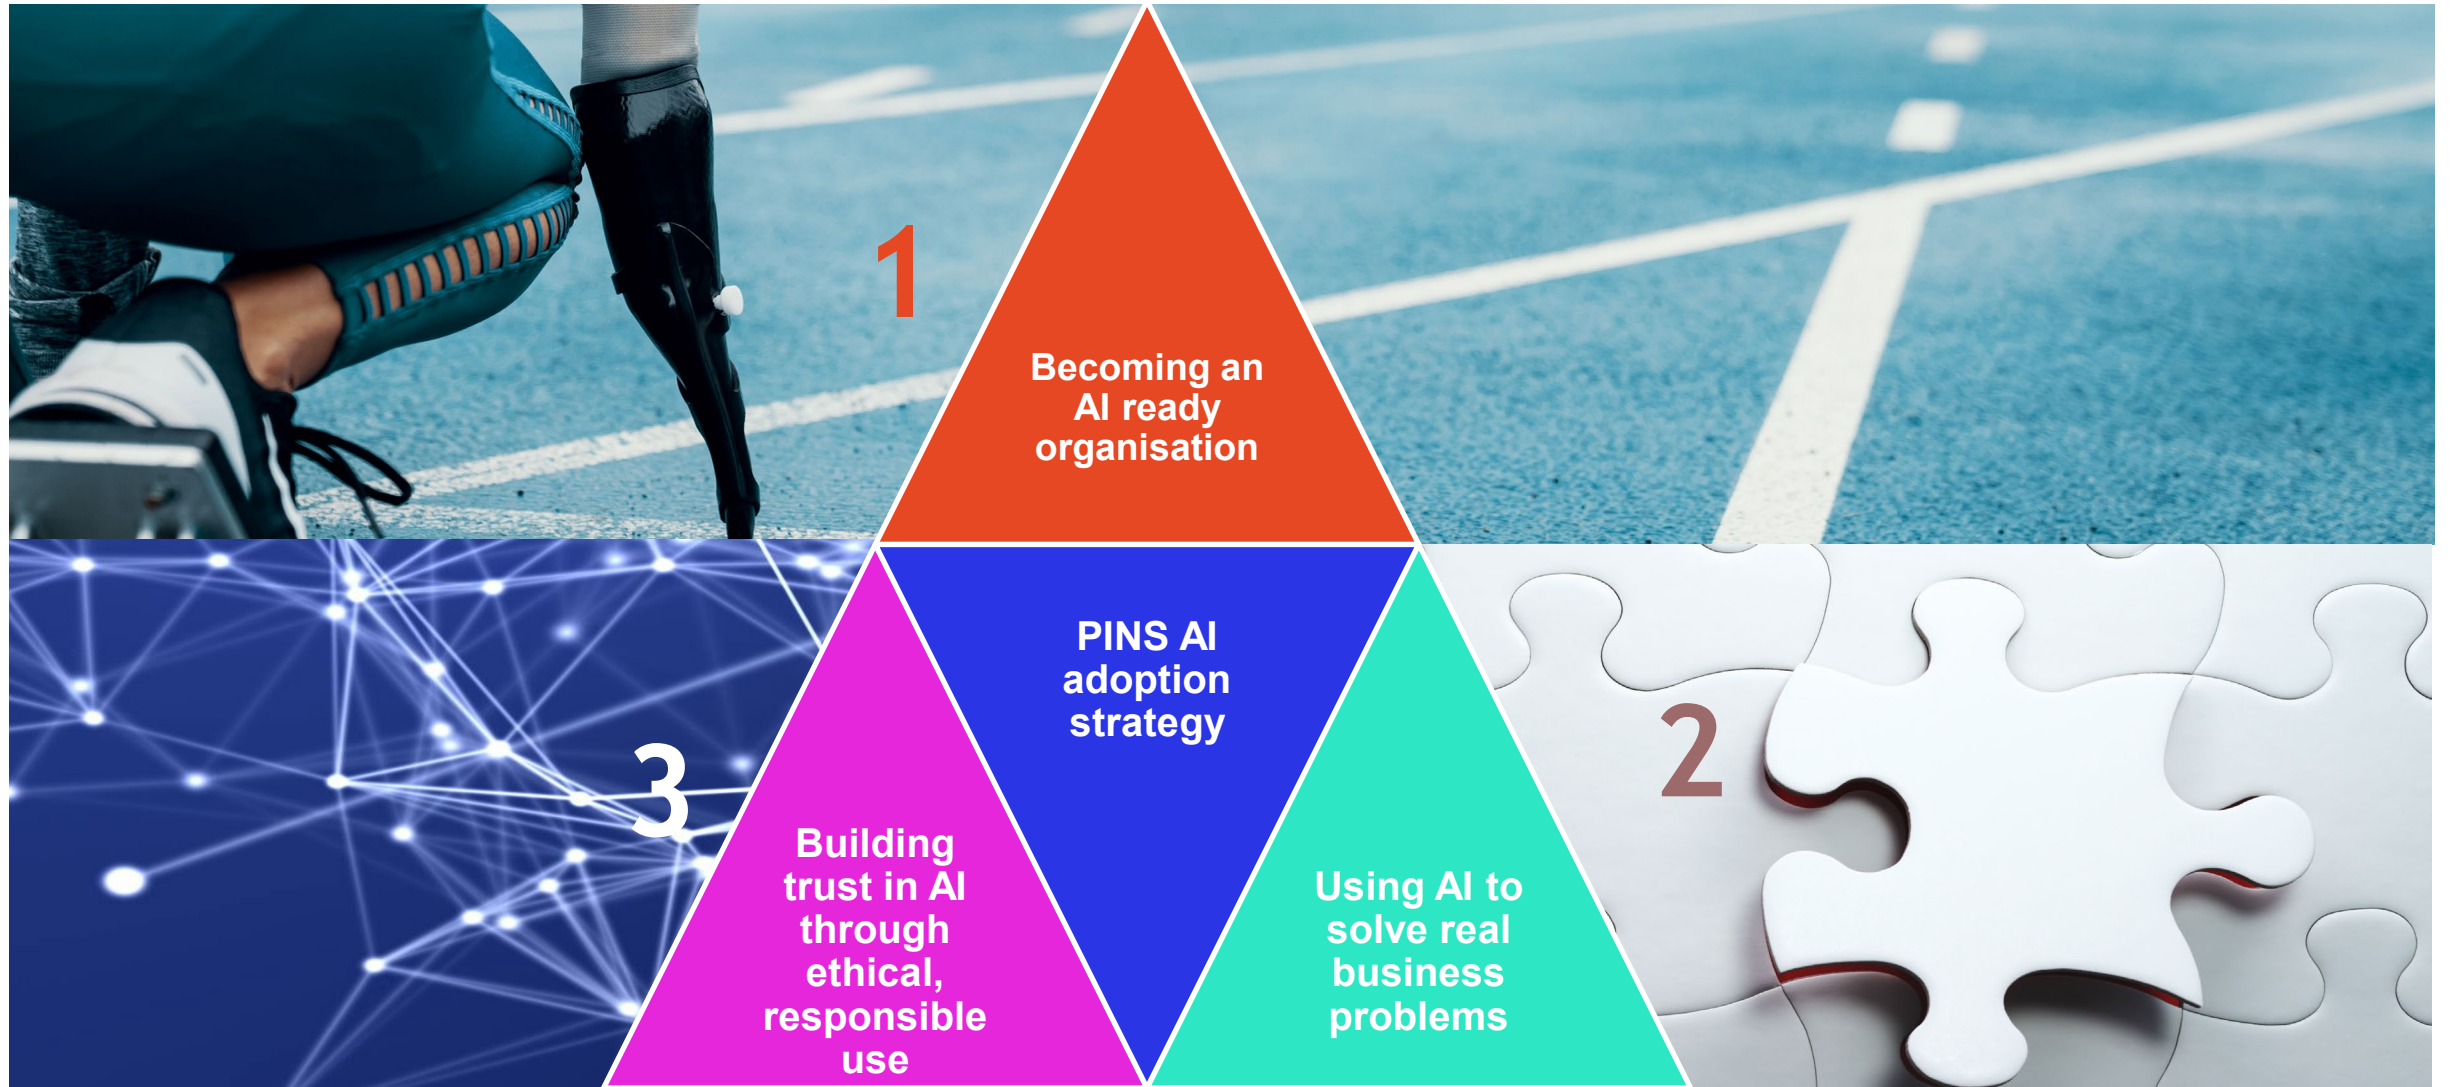 1
Becoming an
AI ready
organisation
PINS AI
adoption
strategy
2
Using AI to
solve real
business
problems
3
Building
trust in AI
through
ethical,
responsible
use